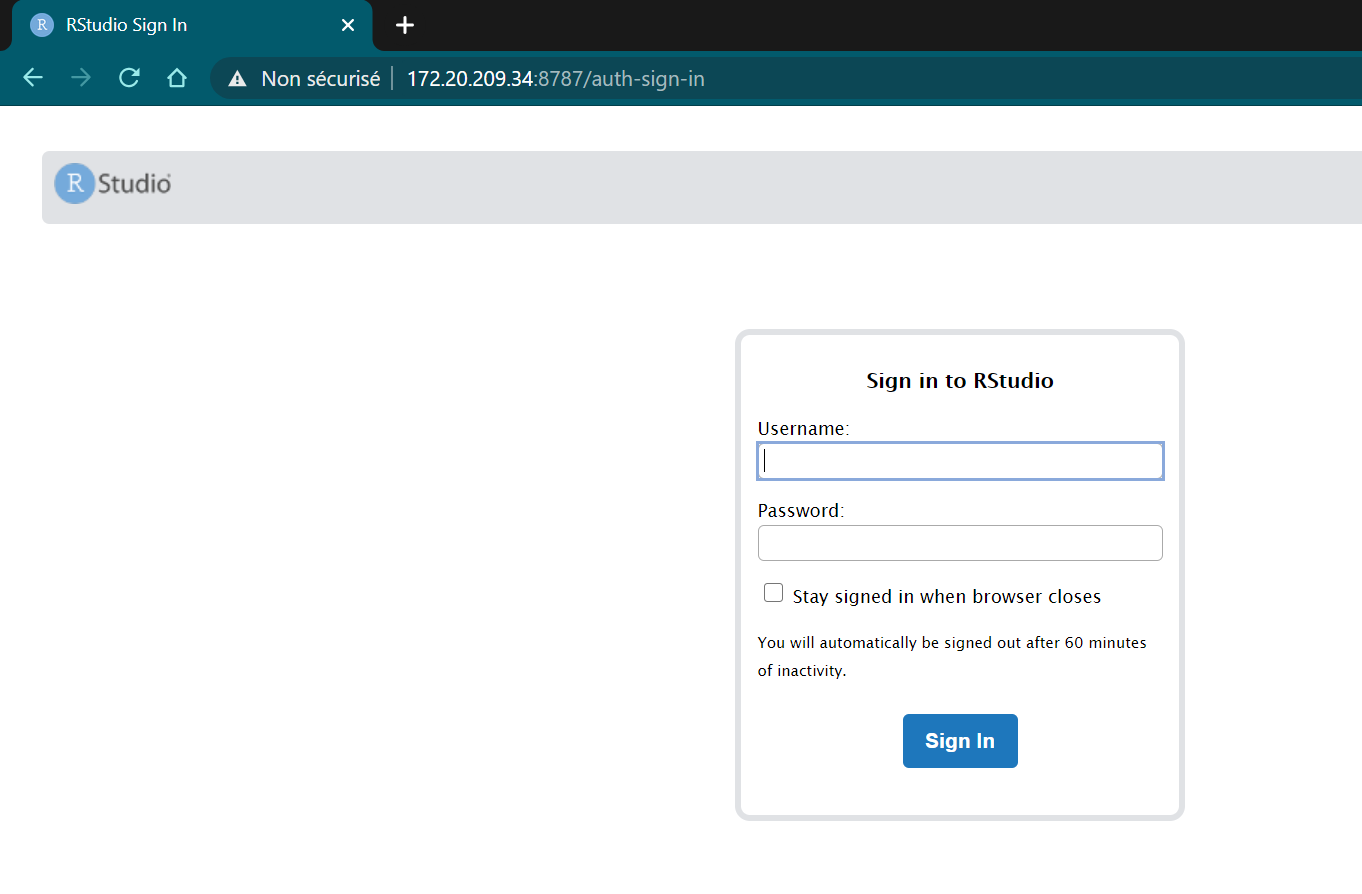 R RStudio Sign In
Non sécurisé 172.20.209.34:8787/auth-sign-in
R Studio
Sign in to RStudio
Username:
Password:
Stay signed in when browser closes
You will automatically be signed out after 60 minutes
of inactivity.
Sign In